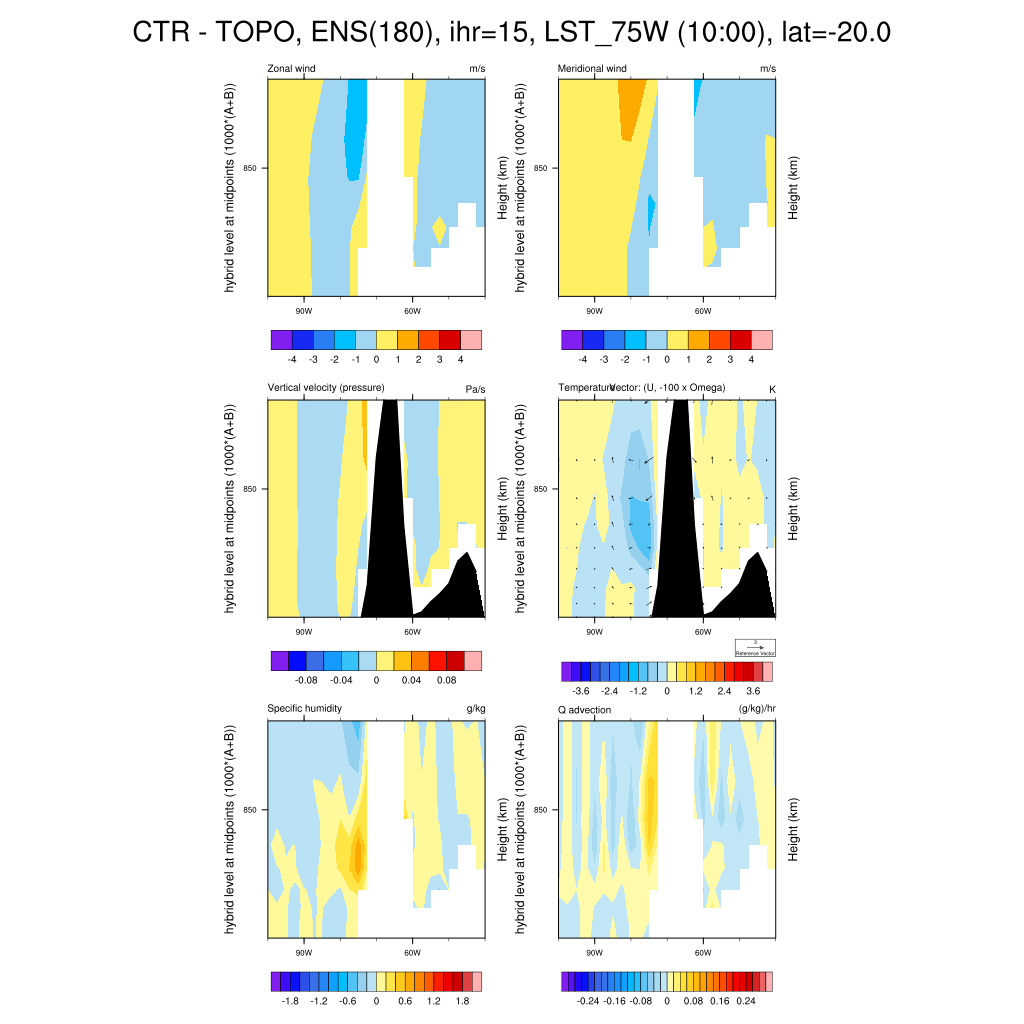 CTR - TOPO, ENS(180), ihr=15, LST_75W (10:00), lat=-20.0
Zonal wind m/s
hybrid level at midpoints (1000*(A+B))
850
Height (km)
90W 60W
-4 -3 -2 -1 0 1 2 3 4
Meridional wind m/s
hybrid level at midpoints (1000*(A+B))
850
Height (km)
90W 60W
-4 -3 -2 -1 0 1 2 3 4
Vertical velocity (pressure) Pa/s
hybrid level at midpoints (1000*(A+B))
850
Height (km)
90W 60W
-0.08 -0.04 0 0.04 0.08
Temperature Vector: (U, -100 x Omega) K
hybrid level at midpoints (1000*(A+B))
850
Height (km)
90W 60W
3
Reference Vector
-3.6 -2.4 -1.2 0 1.2 2.4 3.6
Specific humidity g/kg
hybrid level at midpoints (1000*(A+B))
850
Height (km)
90W 60W
-1.8 -1.2 -0.6 0 0.6 1.2 1.8
Q advection (g/kg)/hr
hybrid level at midpoints (1000*(A+B))
850
Height (km)
90W 60W
-0.24 -0.16 -0.08 0 0.08 0.16 0.24